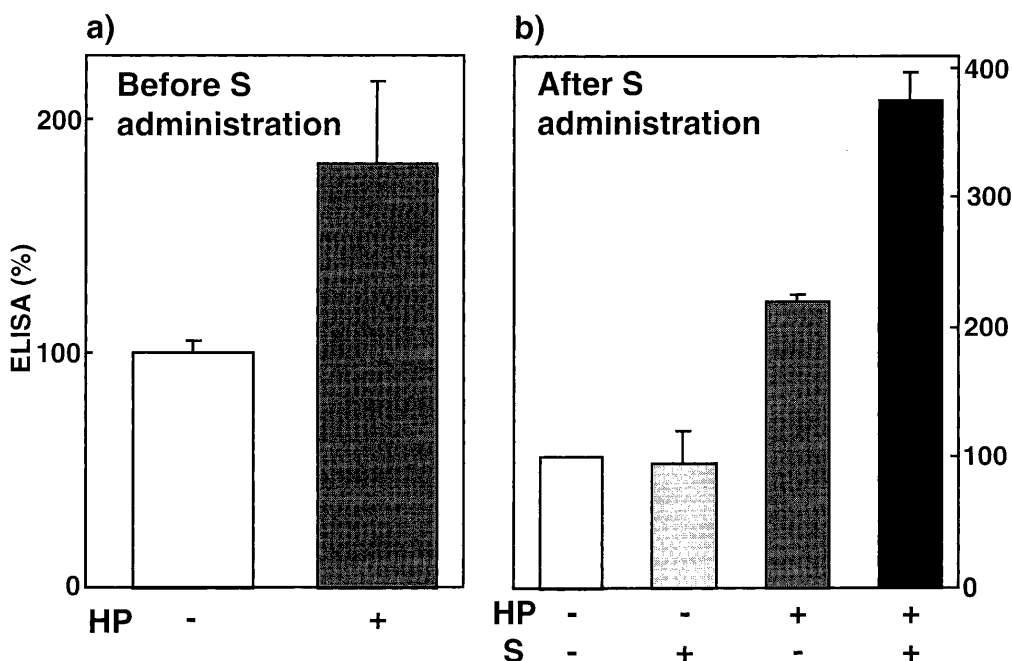 a)
Before S
administration
ELISA (%)
200
100
0
HP - +
b)
After S
administration
400
300
200
100
0
HP - - + +
S - + - +